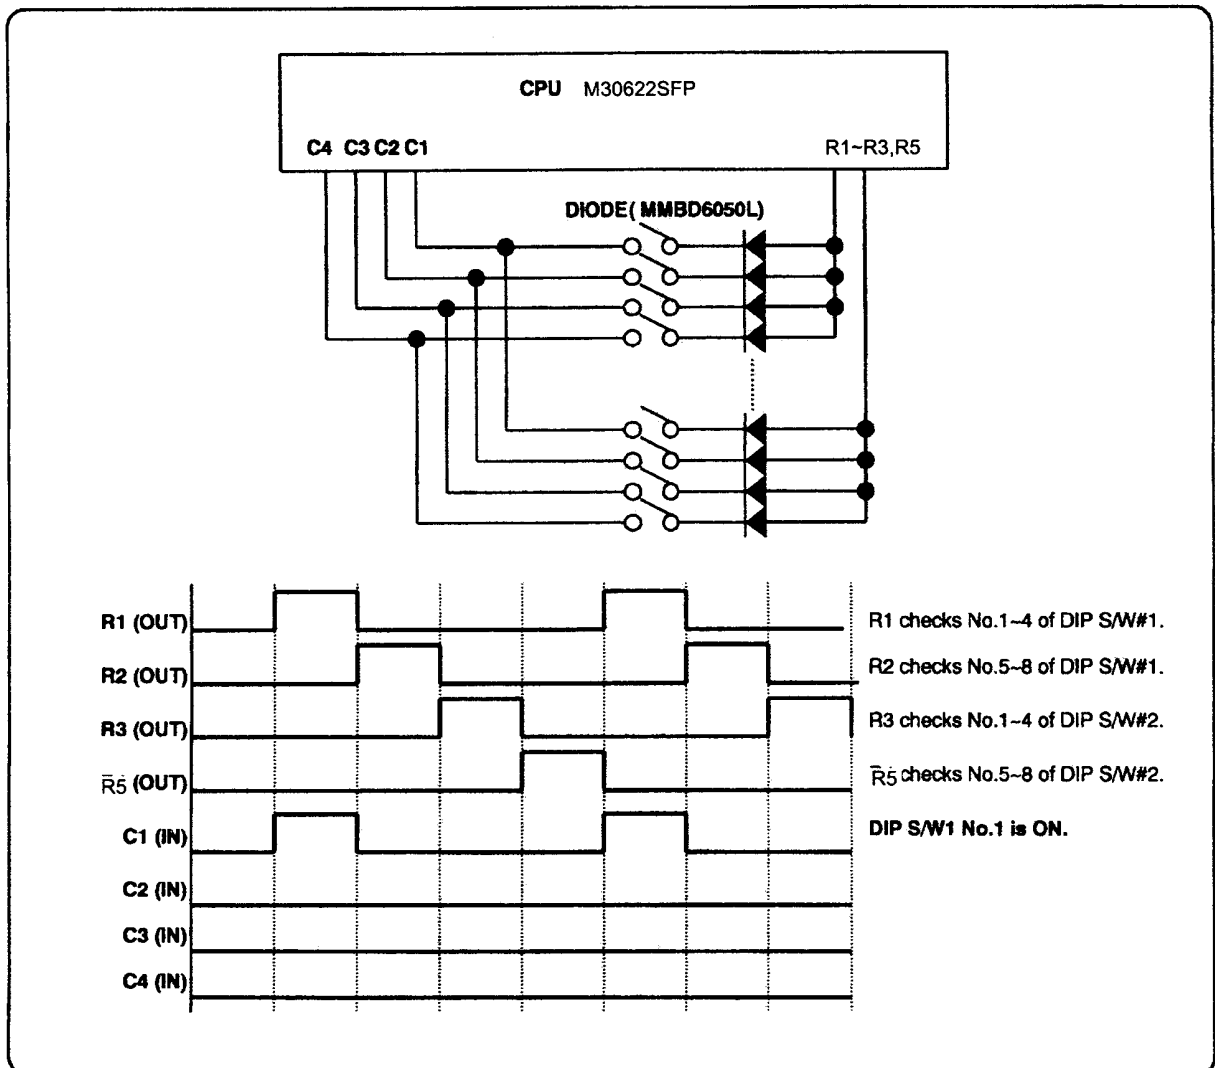 CPU M30622SFP
C4 C3 C2 C1 R1~R3,R5
DIODE( MMBD6050L)
R1 (OUT) R1 checks No.1~4 of DIP S/W#1.
R2 (OUT) R2 checks No.5~8 of DIP S/W#1.
R3 (OUT) R3 checks No.1~4 of DIP S/W#2.
R̅5 (OUT) R̅5 checks No.5~8 of DIP S/W#2.
C1 (IN) DIP S/W1 No.1 is ON.
C2 (IN)
C3 (IN)
C4 (IN)